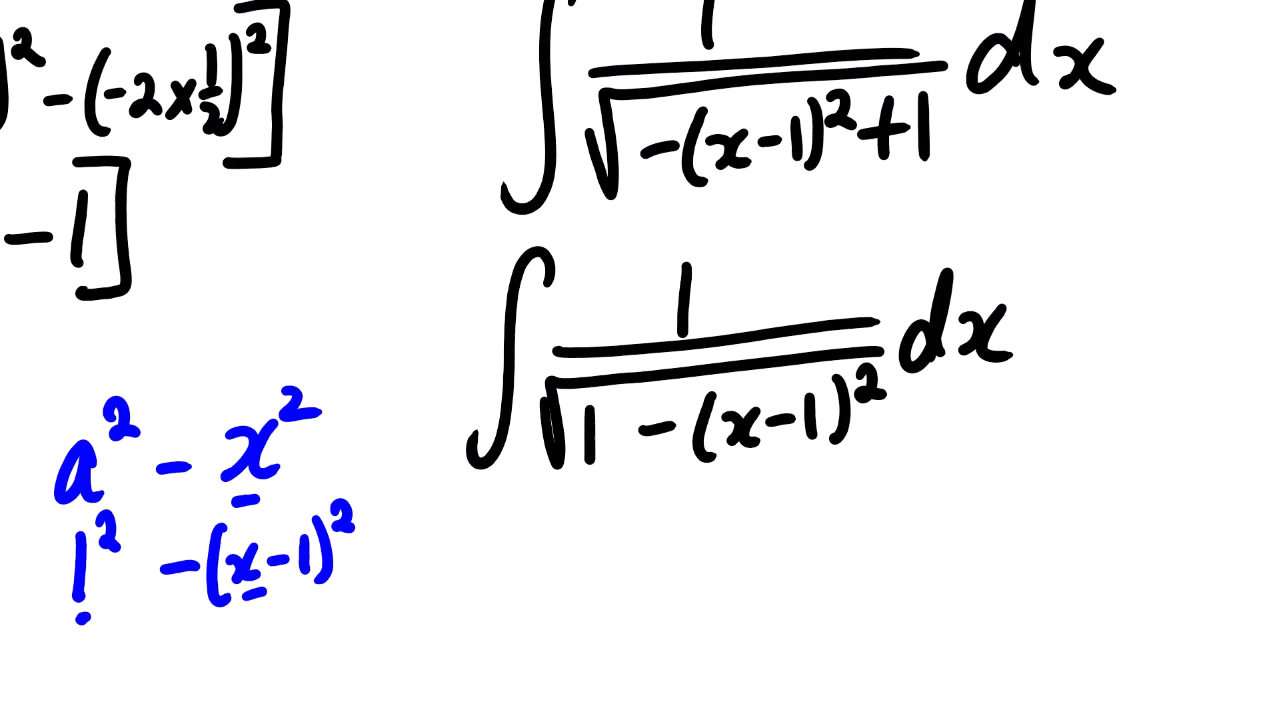 )² - (-2 × 1/2)²]
- 1]
∫ 1/√(-(x-1)²+1) dx
∫ 1/√(1 - (x-1)²) dx
a² - x²
1² - (x-1)²